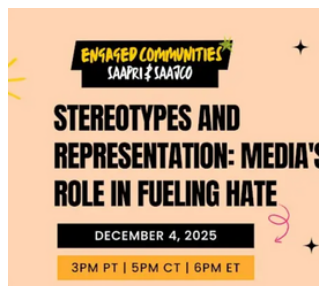 ENGAGED COMMUNITIES
SAAPRI & SAAJCO
STEREOTYPES AND
REPRESENTATION: MEDIA'S
ROLE IN FUELING HATE
DECEMBER 4, 2025
3PM PT | 5PM CT | 6PM ET